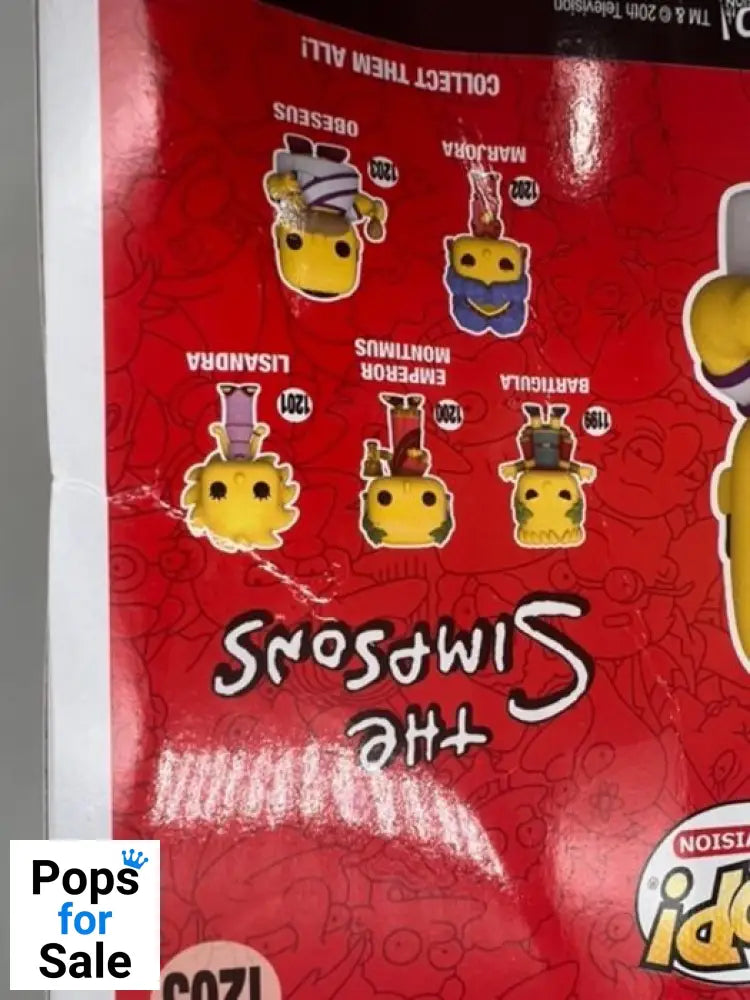 1203
VISION
THE
SIMPSONS
1199
BARTIGULA
1200
EMPEROR
MONTIMUS
1201
LISANDRA
1202
MARJORA
1203
OBESEUS
COLLECT THEM ALL!
TM & © 20th Television
Pops
for
Sale